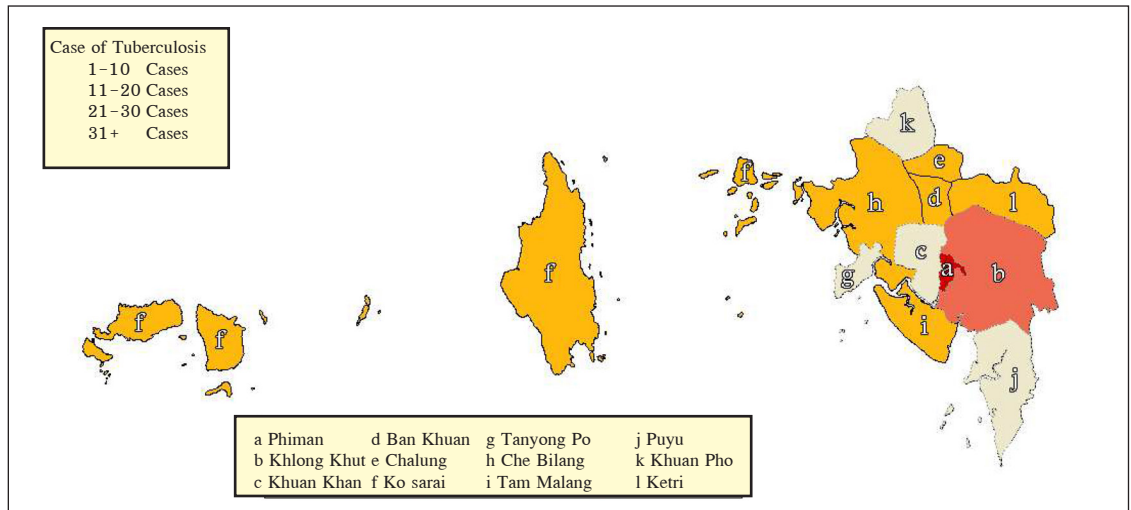 Case of Tuberculosis
1-10 Cases
11-20 Cases
21-30 Cases
31+ Cases
k
e
f
h
d
l
c
a
b
g
f
i
f
f
j
a Phiman d Ban Khuan g Tanyong Po j Puyu
b Khlong Khut e Chalung h Che Bilang k Khuan Pho
c Khuan Khan f Ko sarai i Tam Malang l Ketri